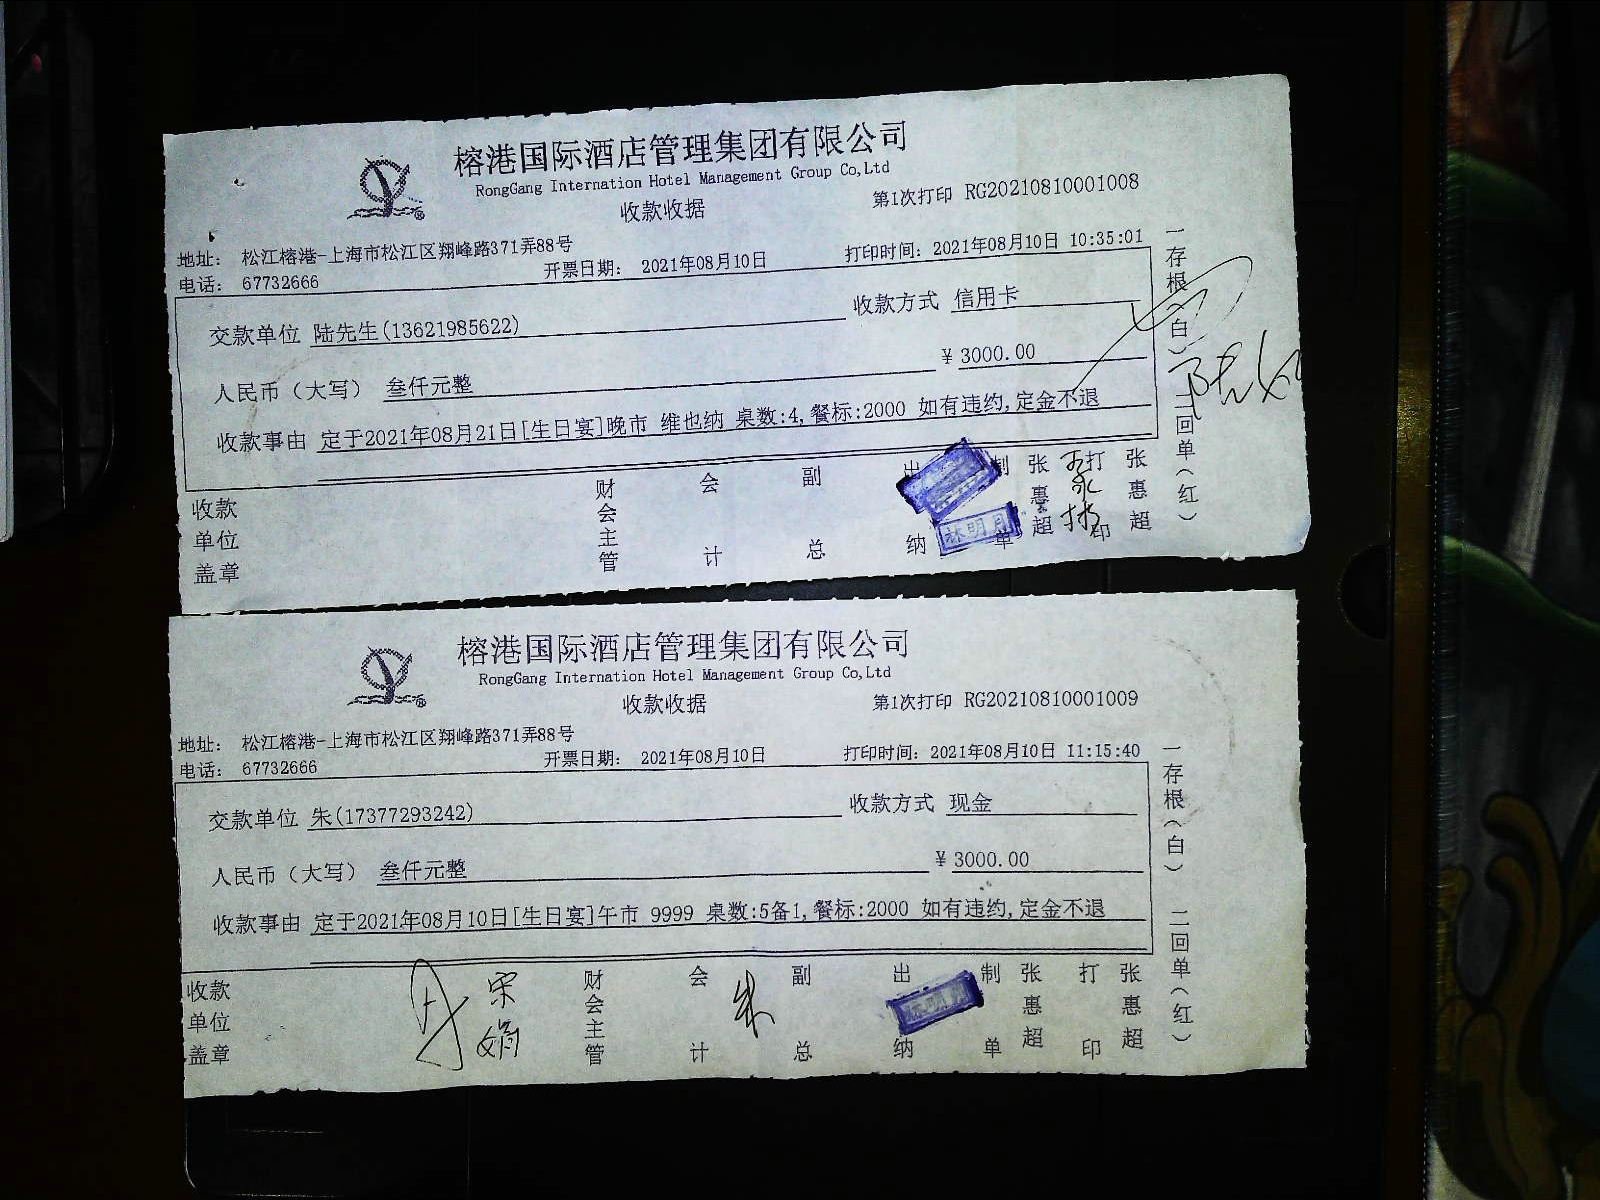 榕港国际酒店管理集团有限公司
RongGang Internation Hotel Management Group Co,Ltd
收款收据
第1次打印 RG20210810001008
地址： 松江榕港-上海市松江区翔峰路371弄88号
电话： 67732666
开票日期： 2021年08月10日
打印时间：2021年08月10日 10:35:01
交款单位 陆先生(13621985622)
收款方式 信用卡
人民币（大写） 叁仟元整
¥ 3000.00
收款事由 定于2021年08月21日[生日宴]晚市 维也纳 桌数:4,餐标:2000 如有违约,定金不退
收款单位盖章
财会主管
会计
副总
出纳
林明月
制单
张惠超
打印
张惠超
一存根（白） 二回单（红）
榕港国际酒店管理集团有限公司
RongGang Internation Hotel Management Group Co,Ltd
收款收据
第1次打印 RG20210810001009
地址： 松江榕港-上海市松江区翔峰路371弄88号
电话： 67732666
开票日期： 2021年08月10日
打印时间：2021年08月10日 11:15:40
交款单位 朱(17377293242)
收款方式 现金
人民币（大写） 叁仟元整
¥ 3000.00
收款事由 定于2021年08月10日[生日宴]午市 9999 桌数:5备1,餐标:2000 如有违约,定金不退
收款单位盖章
宋娟
财会主管
会计
朱
副总
出纳
制单
张惠超
打印
张惠超
一存根（白） 二回单（红）